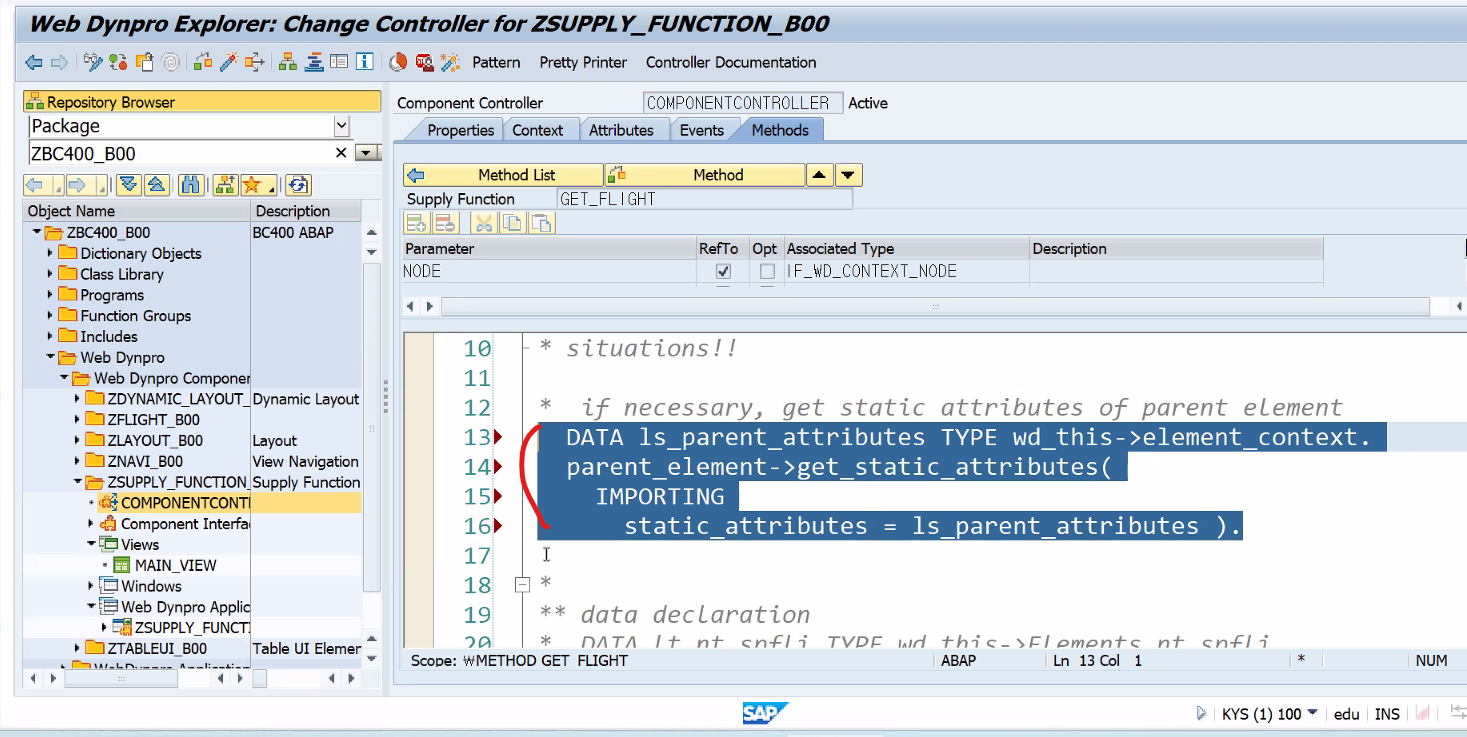 Web Dynpro Explorer: Change Controller for ZSUPPLY_FUNCTION_B00
Pattern Pretty Printer Controller Documentation
Repository Browser
Package
ZBC400_B00
Object Name Description
ZBC400_B00 BC400 ABAP
Dictionary Objects
Class Library
Programs
Function Groups
Includes
Web Dynpro
Web Dynpro Componer
ZDYNAMIC_LAYOUT_ Dynamic Layout
ZFLIGHT_B00
ZLAYOUT_B00 Layout
ZNAVI_B00 View Navigation
ZSUPPLY_FUNCTION_ Supply Function
COMPONENTCONTI
Component Interfa
Views
MAIN_VIEW
Windows
Web Dynpro Applic
ZSUPPLY_FUNCT:
ZTABLEUI_B00 Table UI Elemer
WebDynpro Application
Component Controller COMPONENTCONTROLLER Active
Properties Context Attributes Events Methods
Method List Method
Supply Function GET_FLIGHT
Parameter RefTo Opt Associated Type Description
NODE IF_WD_CONTEXT_NODE
10 * situations!!
11
12 * if necessary, get static attributes of parent element
13 DATA ls_parent_attributes TYPE wd_this->element_context.
14 parent_element->get_static_attributes(
15 IMPORTING
16 static_attributes = ls_parent_attributes ).
17
18 *
19 ** data declaration
20 * DATA lt_nt_spfli TYPE wd_this->Elements_nt_spfli.
Scope: ₩METHOD GET_FLIGHT ABAP Ln 13 Col 1 * NUM
SAP KYS (1) 100 edu INS